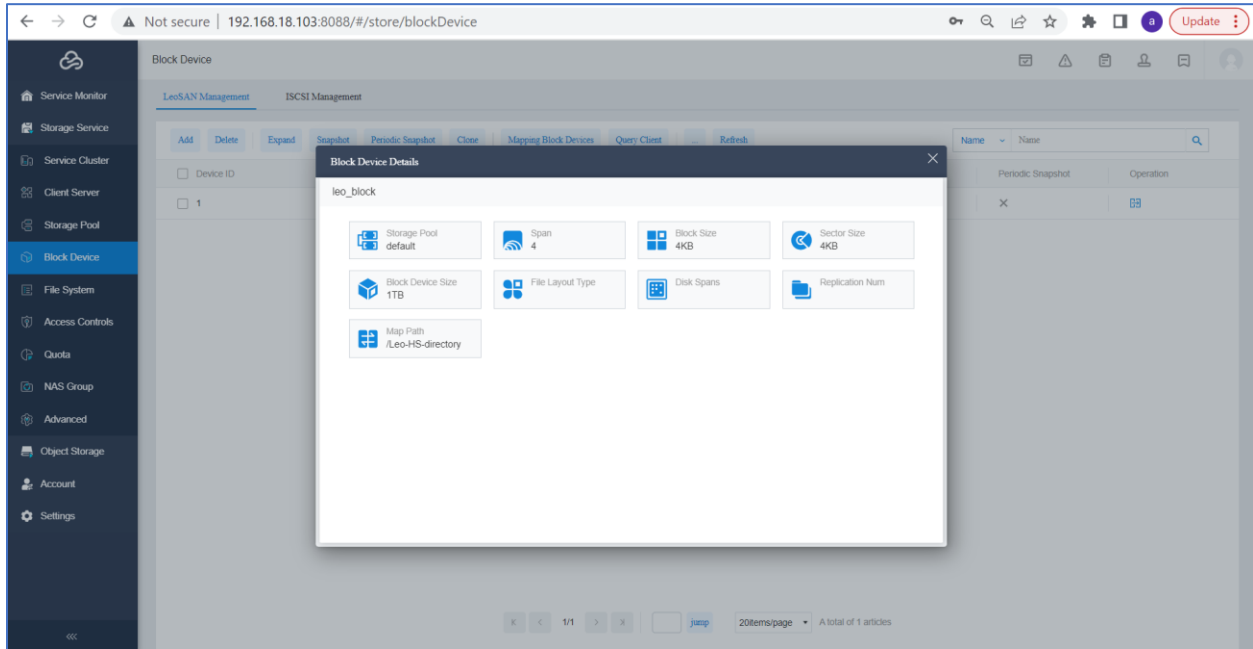 Not secure | 192.168.18.103:8088/#/store/blockDevice
a
Update
Block Device
Service Monitor
Storage Service
Service Cluster
Client Server
Storage Pool
Block Device
File System
Access Controls
Quota
NAS Group
Advanced
Object Storage
Account
Settings
LeoSAN Management ISCSI Management
Add Delete Expand Snapshot Periodic Snapshot Clone Mapping Block Devices Query Client ... Refresh Name Name
Device ID Periodic Snapshot Operation
1
Block Device Details
leo_block
Storage Pool
default
Span
4
Block Size
4KB
Sector Size
4KB
Block Device Size
1TB
File Layout Type
Disk Spans
Replication Num
Map Path
/Leo-HS-directory
1/1 jump 20items/page A total of 1 articles